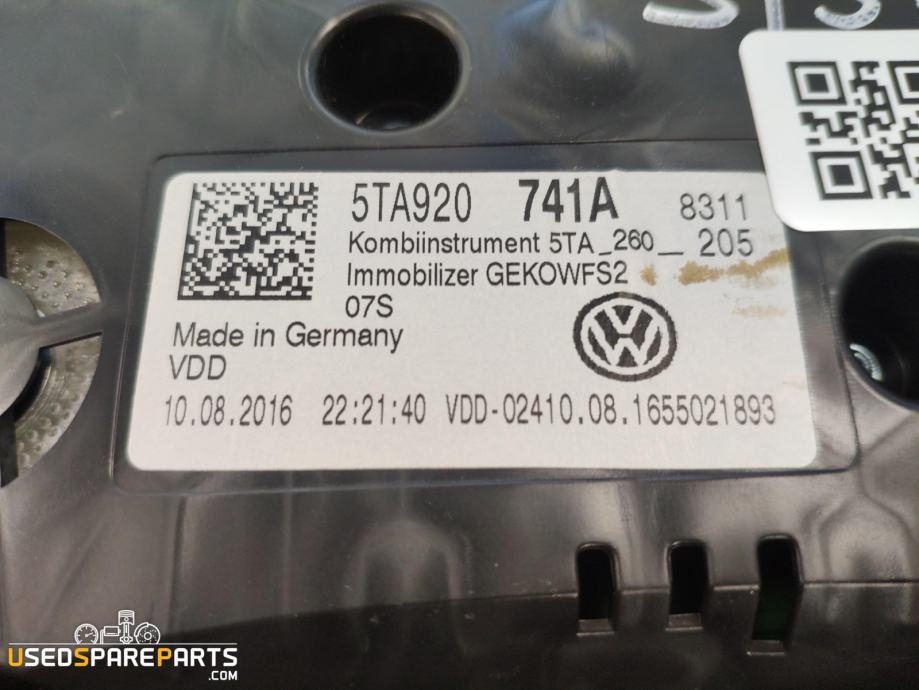 5TA920 741A 8311
Kombiinstrument 5TA_260_ 205
Immobilizer GEKOWFS2
07S
Made in Germany
VDD
10.08.2016 22:21:40 VDD-02410.08.1655021893
USEDSPAREPARTS
.COM